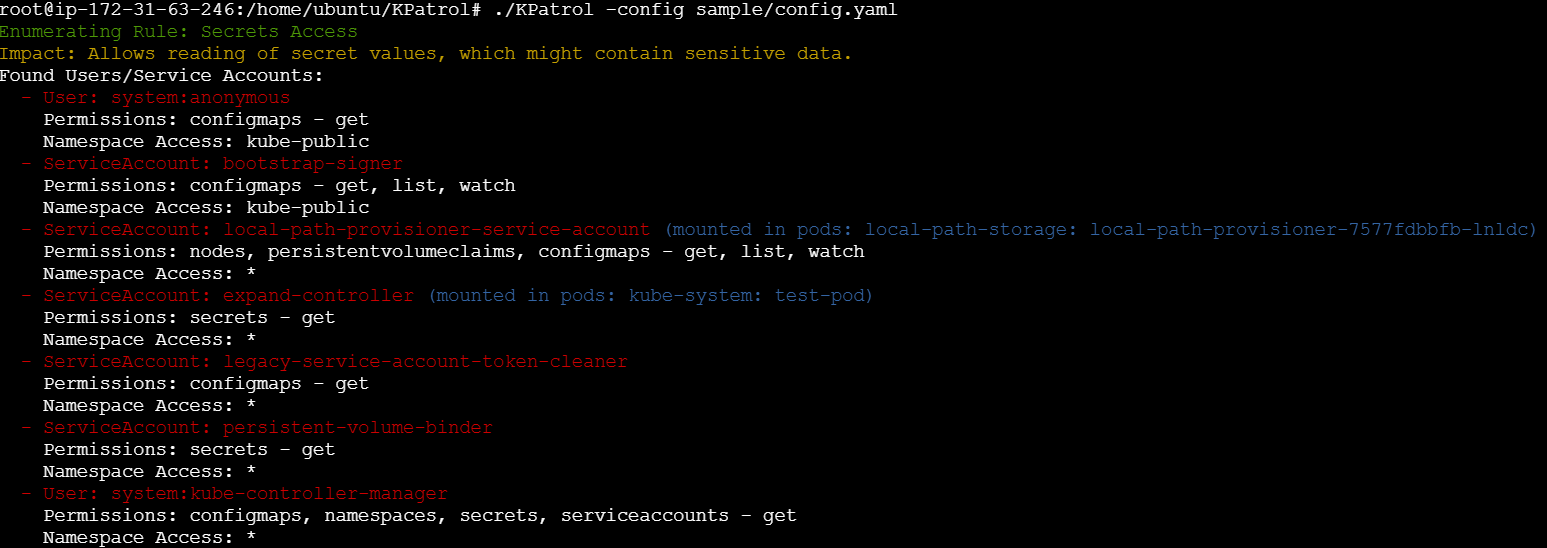 root@ip-172-31-63-246:/home/ubuntu/KPatrol# ./KPatrol -config sample/config.yaml
Enumerating Rule: Secrets Access
Impact: Allows reading of secret values, which might contain sensitive data.
Found Users/Service Accounts:
  - User: system:anonymous
    Permissions: configmaps - get
    Namespace Access: kube-public
  - ServiceAccount: bootstrap-signer
    Permissions: configmaps - get, list, watch
    Namespace Access: kube-public
  - ServiceAccount: local-path-provisioner-service-account (mounted in pods: local-path-storage: local-path-provisioner-7577fdbbfb-lnldc)
    Permissions: nodes, persistentvolumeclaims, configmaps - get, list, watch
    Namespace Access: *
  - ServiceAccount: expand-controller (mounted in pods: kube-system: test-pod)
    Permissions: secrets - get
    Namespace Access: *
  - ServiceAccount: legacy-service-account-token-cleaner
    Permissions: configmaps - get
    Namespace Access: *
  - ServiceAccount: persistent-volume-binder
    Permissions: secrets - get
    Namespace Access: *
  - User: system:kube-controller-manager
    Permissions: configmaps, namespaces, secrets, serviceaccounts - get
    Namespace Access: *